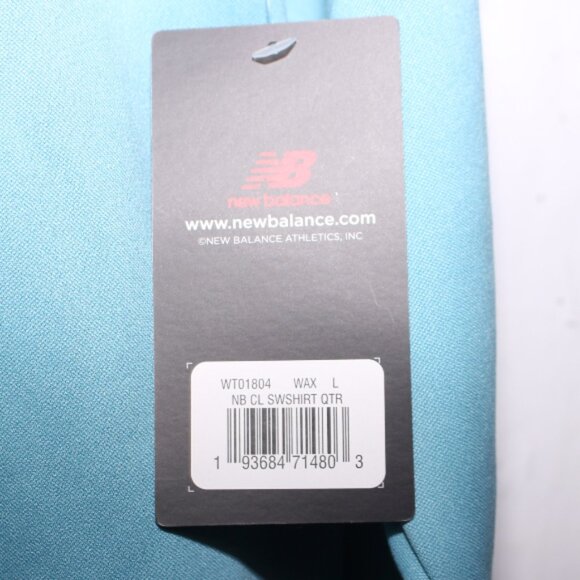 NB
new balance
www.newbalance.com
©NEW BALANCE ATHLETICS, INC
WT01804 WAX L
NB CL SWSHIRT QTR
1 93684 71480 3